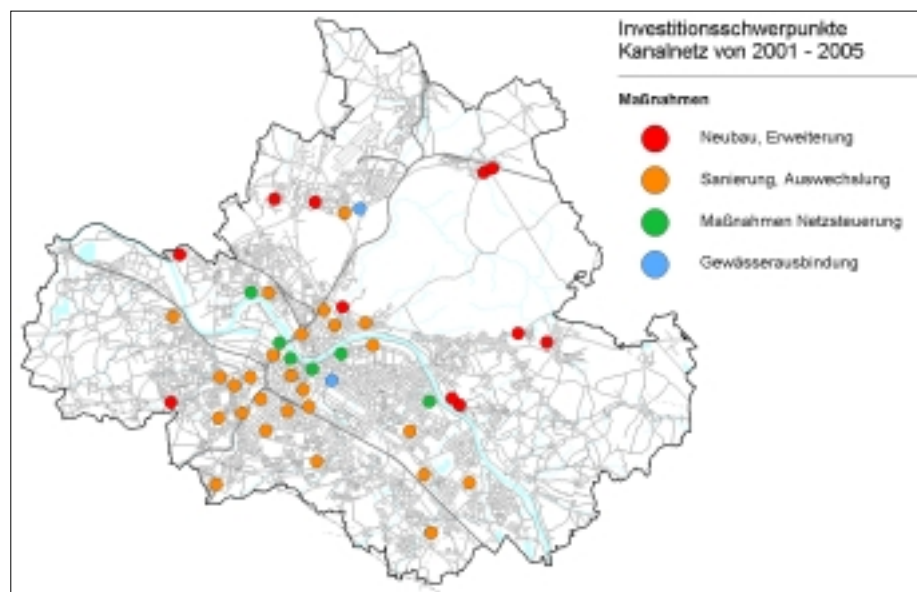 Investitionsschwerpunkte
Kanalnetz von 2001 - 2005
Maßnahmen
Neubau, Erweiterung
Sanierung, Auswechslung
Maßnahmen Netzsteuerung
Gewässerausbindung